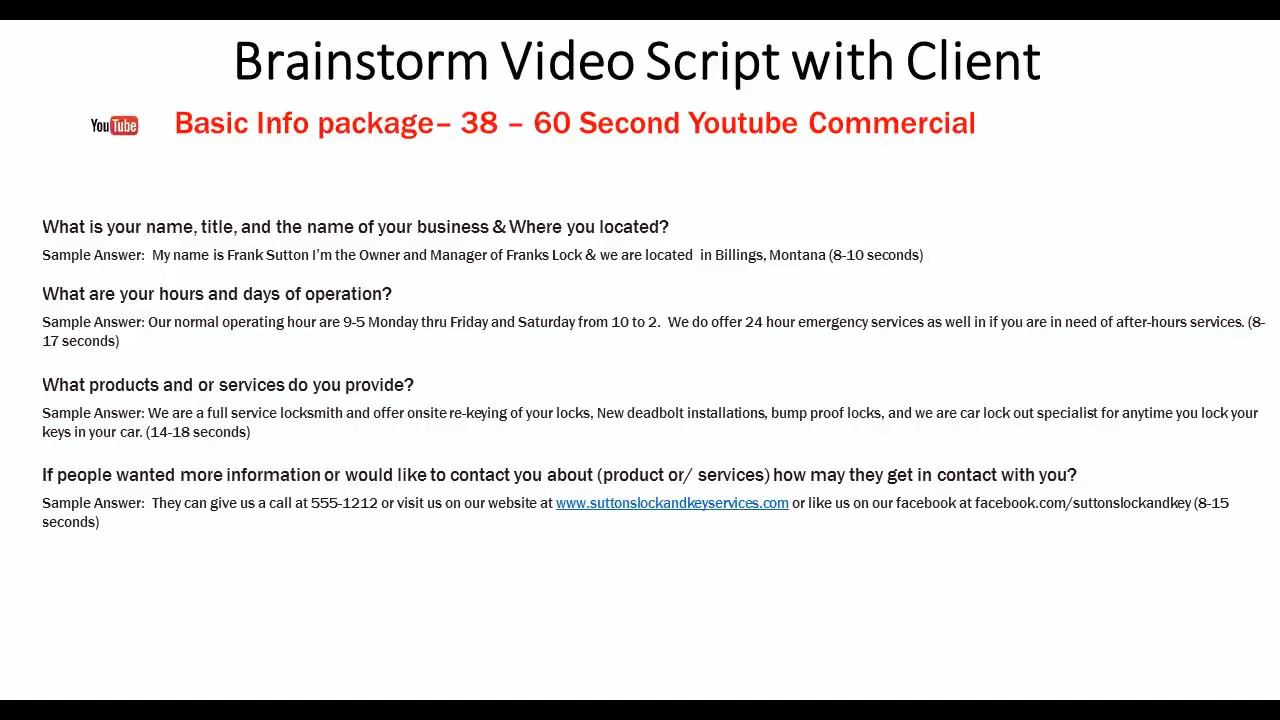 Brainstorm Video Script with Client
YouTube Basic Info package– 38 – 60 Second Youtube Commercial
What is your name, title, and the name of your business & Where you located?
Sample Answer:  My name is Frank Sutton I'm the Owner and Manager of Franks Lock & we are located  in Billings, Montana (8-10 seconds)
What are your hours and days of operation?
Sample Answer: Our normal operating hour are 9-5 Monday thru Friday and Saturday from 10 to 2.  We do offer 24 hour emergency services as well in if you are in need of after-hours services. (8-
17 seconds)
What products and or services do you provide?
Sample Answer: We are a full service locksmith and offer onsite re-keying of your locks, New deadbolt installations, bump proof locks, and we are car lock out specialist for anytime you lock your
keys in your car. (14-18 seconds)
If people wanted more information or would like to contact you about (product or/ services) how may they get in contact with you?
Sample Answer:  They can give us a call at 555-1212 or visit us on our website at www.suttonslockandkeyservices.com or like us on our facebook at facebook.com/suttonslockandkey (8-15
seconds)